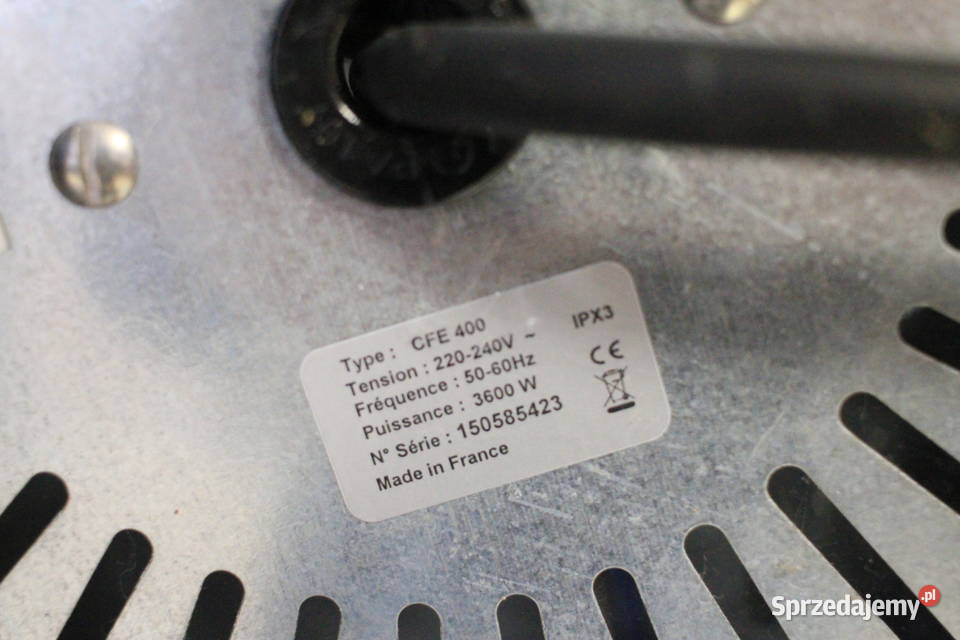 Type : CFE 400
IPX3
Tension : 220-240V ~
Fréquence : 50-60Hz
CE
Puissance : 3600 W
N° Série : 150585423
Made in France
Sprzedajemy.pl